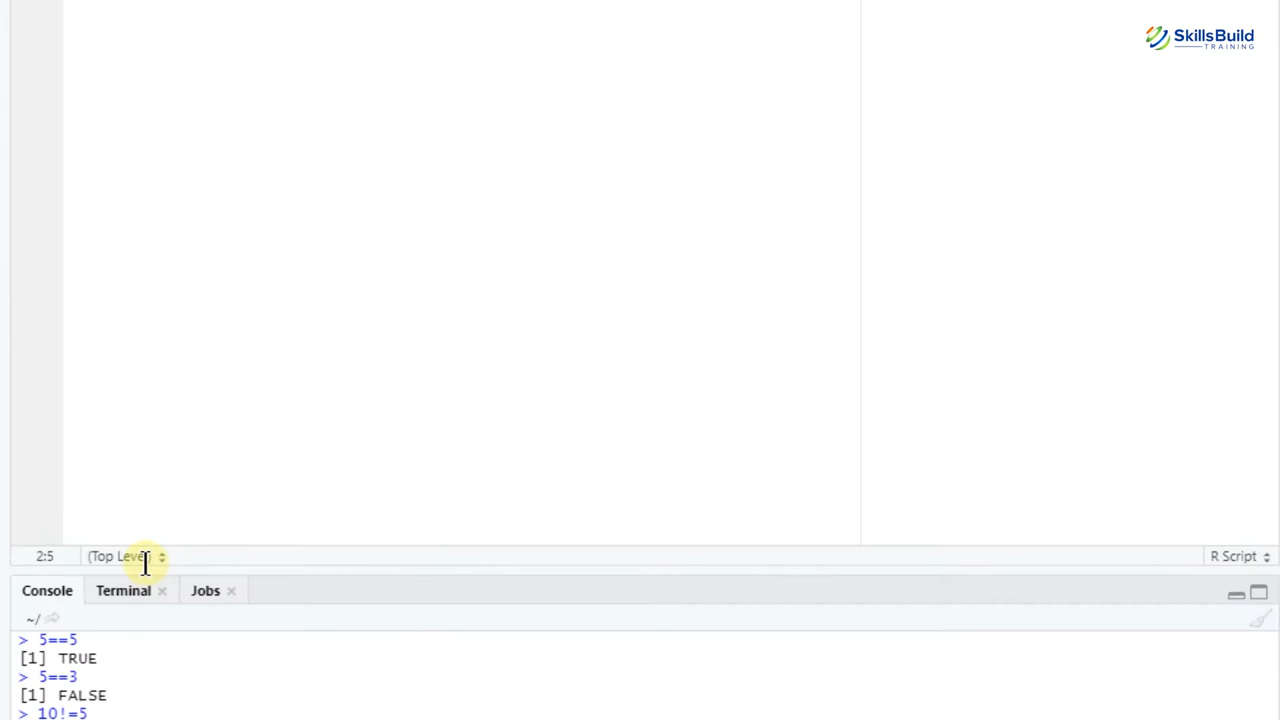 SkillsBuild
TRAINING
2:5
(Top Level)
R Script
Console
Terminal
Jobs
~/
> 5==5
[1] TRUE
> 5==3
[1] FALSE
> 10!=5